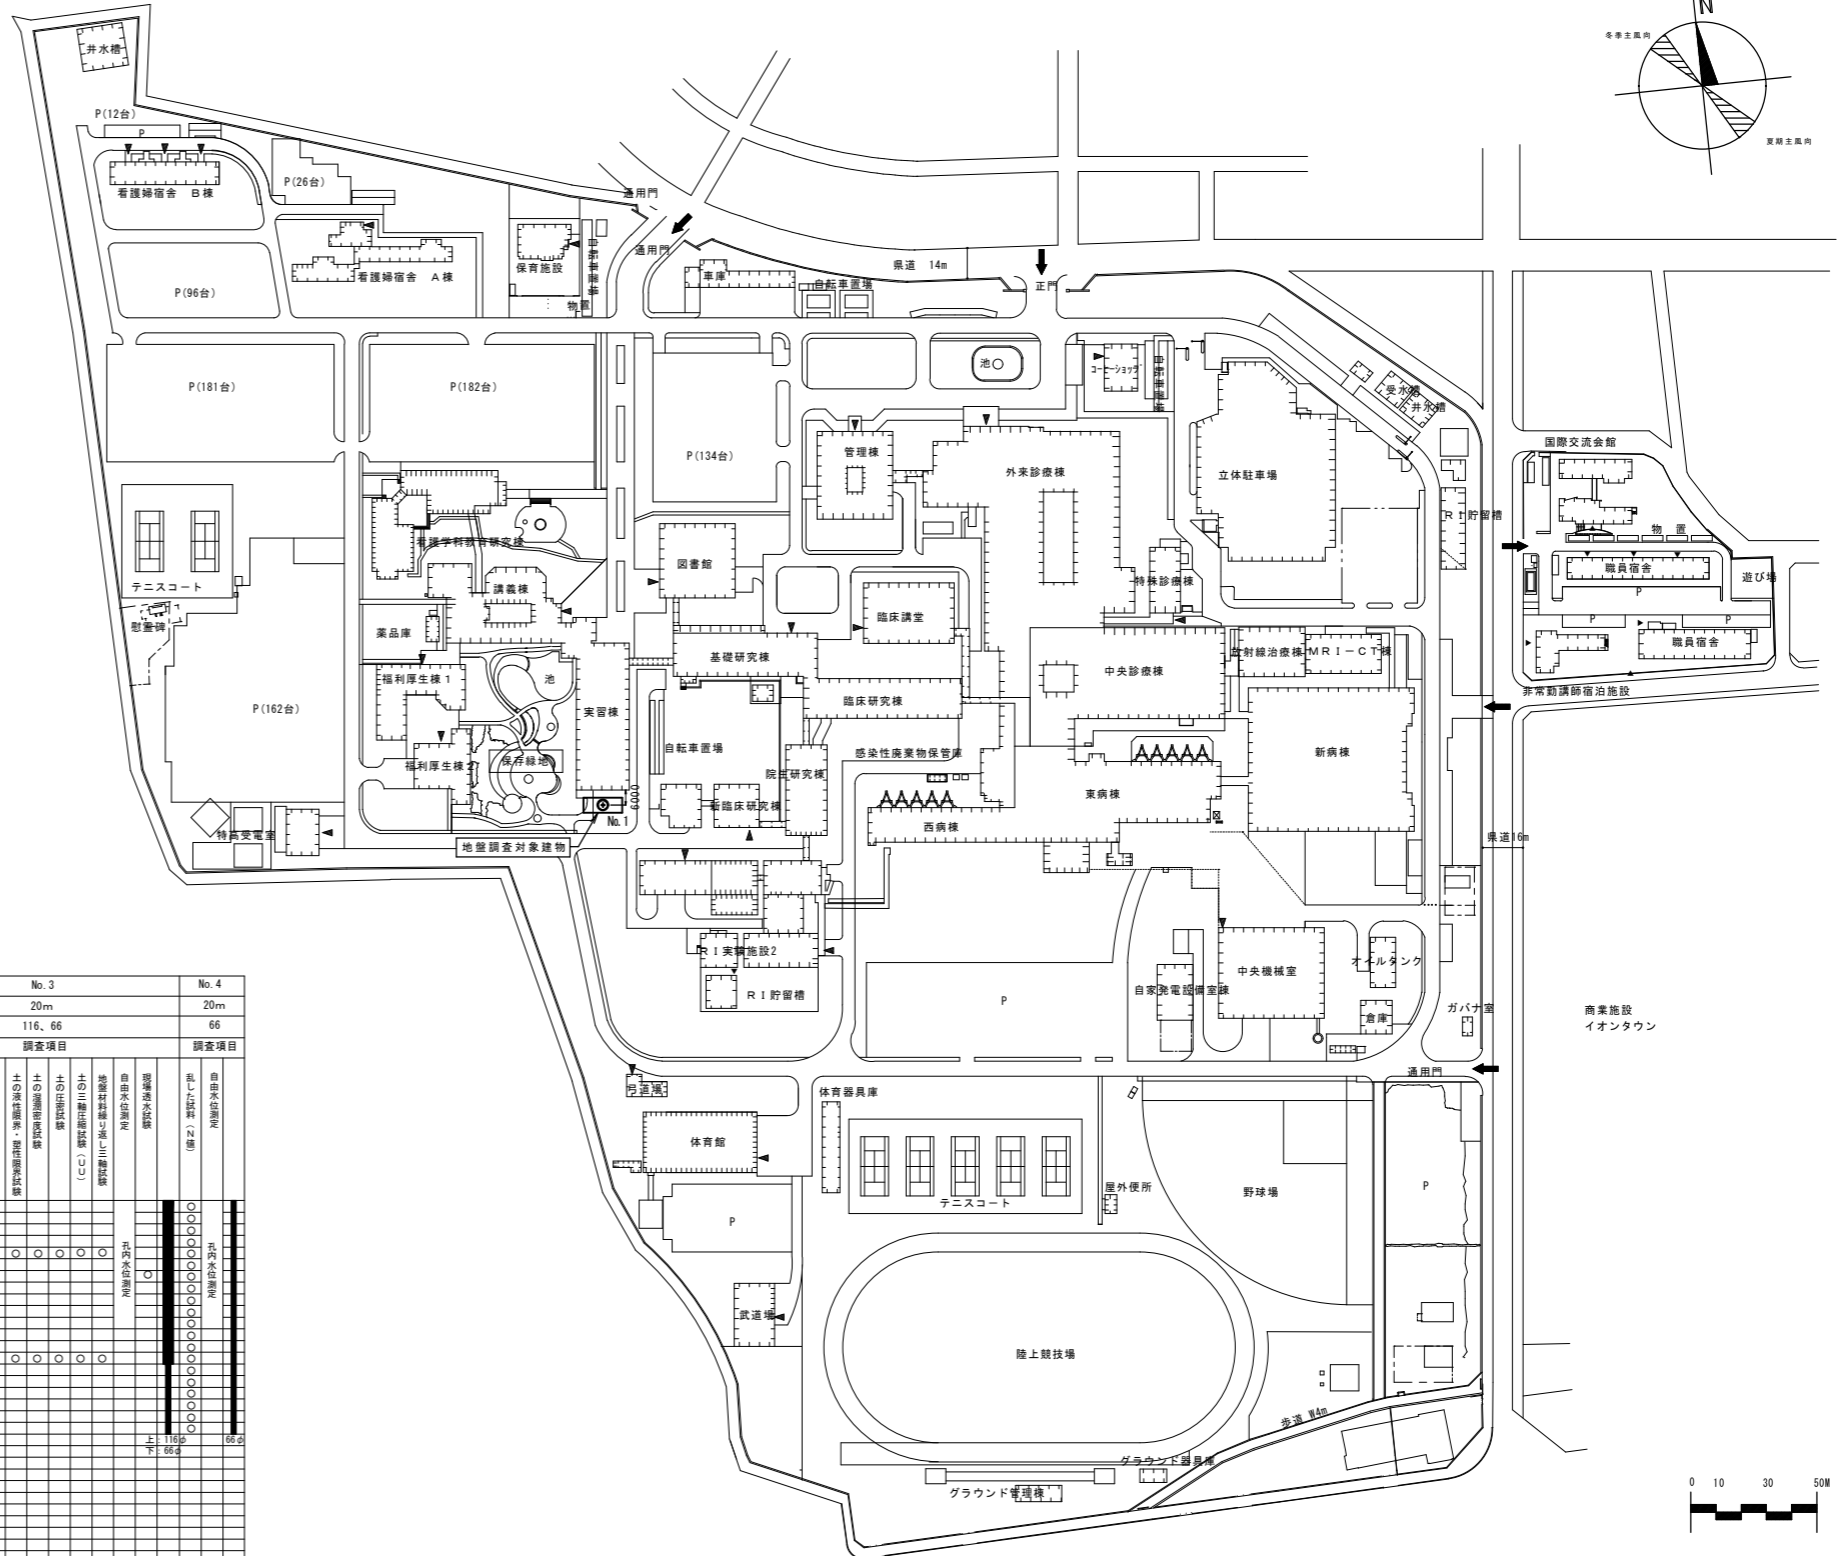 N
冬季主風向
夏期主風向
井水槽
P(12台)
P
看護婦宿舎 B棟
P(26台)
通用門
通用門
看護婦宿舎 A棟
保育施設
自転車置場
物置
車庫
自転車置場
県道 14m
正門
P(96台)
P(181台)
P(182台)
P(134台)
池
コーヒーショップ
自転車置場
受水槽
井水槽
管理棟
外来診療棟
立体駐車場
国際交流会館
RI貯留槽
物 置
職員宿舎
P
遊び場
P
P
職員宿舎
非常勤講師宿泊施設
看護学科教育研究棟
テニスコート
慰霊碑
図書館
講義棟
特殊診療棟
臨床講堂
薬品庫
基礎研究棟
中央診療棟
放射線治療棟
MRI-CT棟
福利厚生棟1
池
P(162台)
実習棟
臨床研究棟
自転車置場
感染性廃棄物保管庫
新病棟
福利厚生棟2
保存緑地
院生研究棟
東病棟
新臨床研究棟
6000
No.1
西病棟
特高受電室
地盤調査対象建物
県道16m
RI実験施設2
RI貯留槽
P
中央機械室
オイルタンク
自家発電設備室棟
倉庫
ガバナ室
商業施設
イオンタウン
通用門
弓道場
体育器具庫
体育館
テニスコート
屋外便所
野球場
P
P
武道場
陸上競技場
歩道 W4m
グラウンド器具庫
グラウンド管理棟
0 10 30 50M
No.3 No.4
20m 20m
116、66 66
調査項目 調査項目
土の液性限界・塑性限界試験
土の湿潤密度試験
土の圧密試験
土の三軸圧縮試験(UU)
地盤材料繰り返し三軸試験
自由水位測定
現場透水試験
乱した試料(N値)
自由水位測定
孔内水位測定
孔内水位測定
○ ○ ○ ○ ○
○
○ ○ ○ ○ ○
上：116φ
下：66φ
66φ